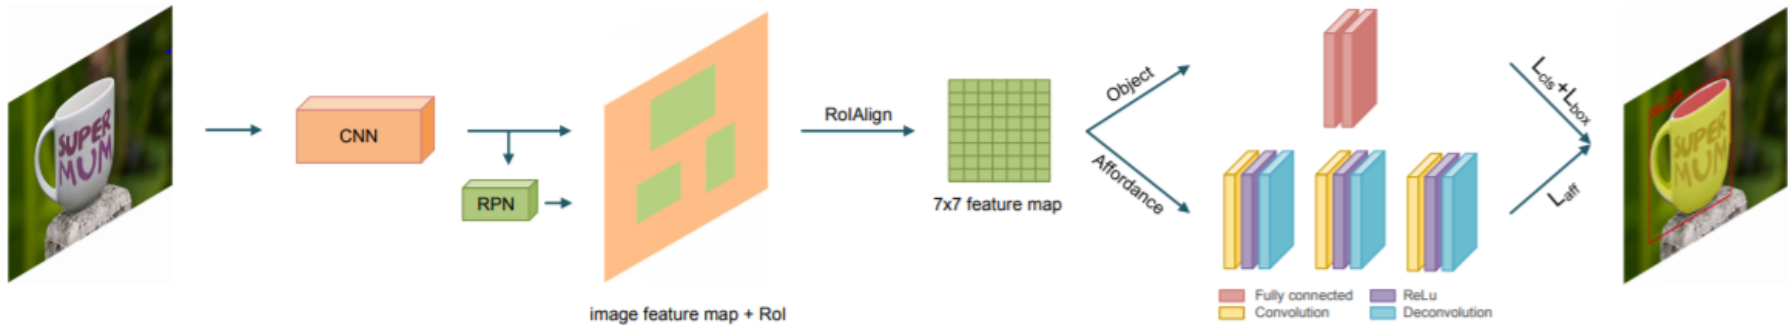 SUPER
MUM
CNN
RPN
image feature map + RoI
RoIAlign
7x7 feature map
Object
Affordance
Fully connected
Convolution
ReLu
Deconvolution
Lcls+Lbox
Laff
SUPER
MUM